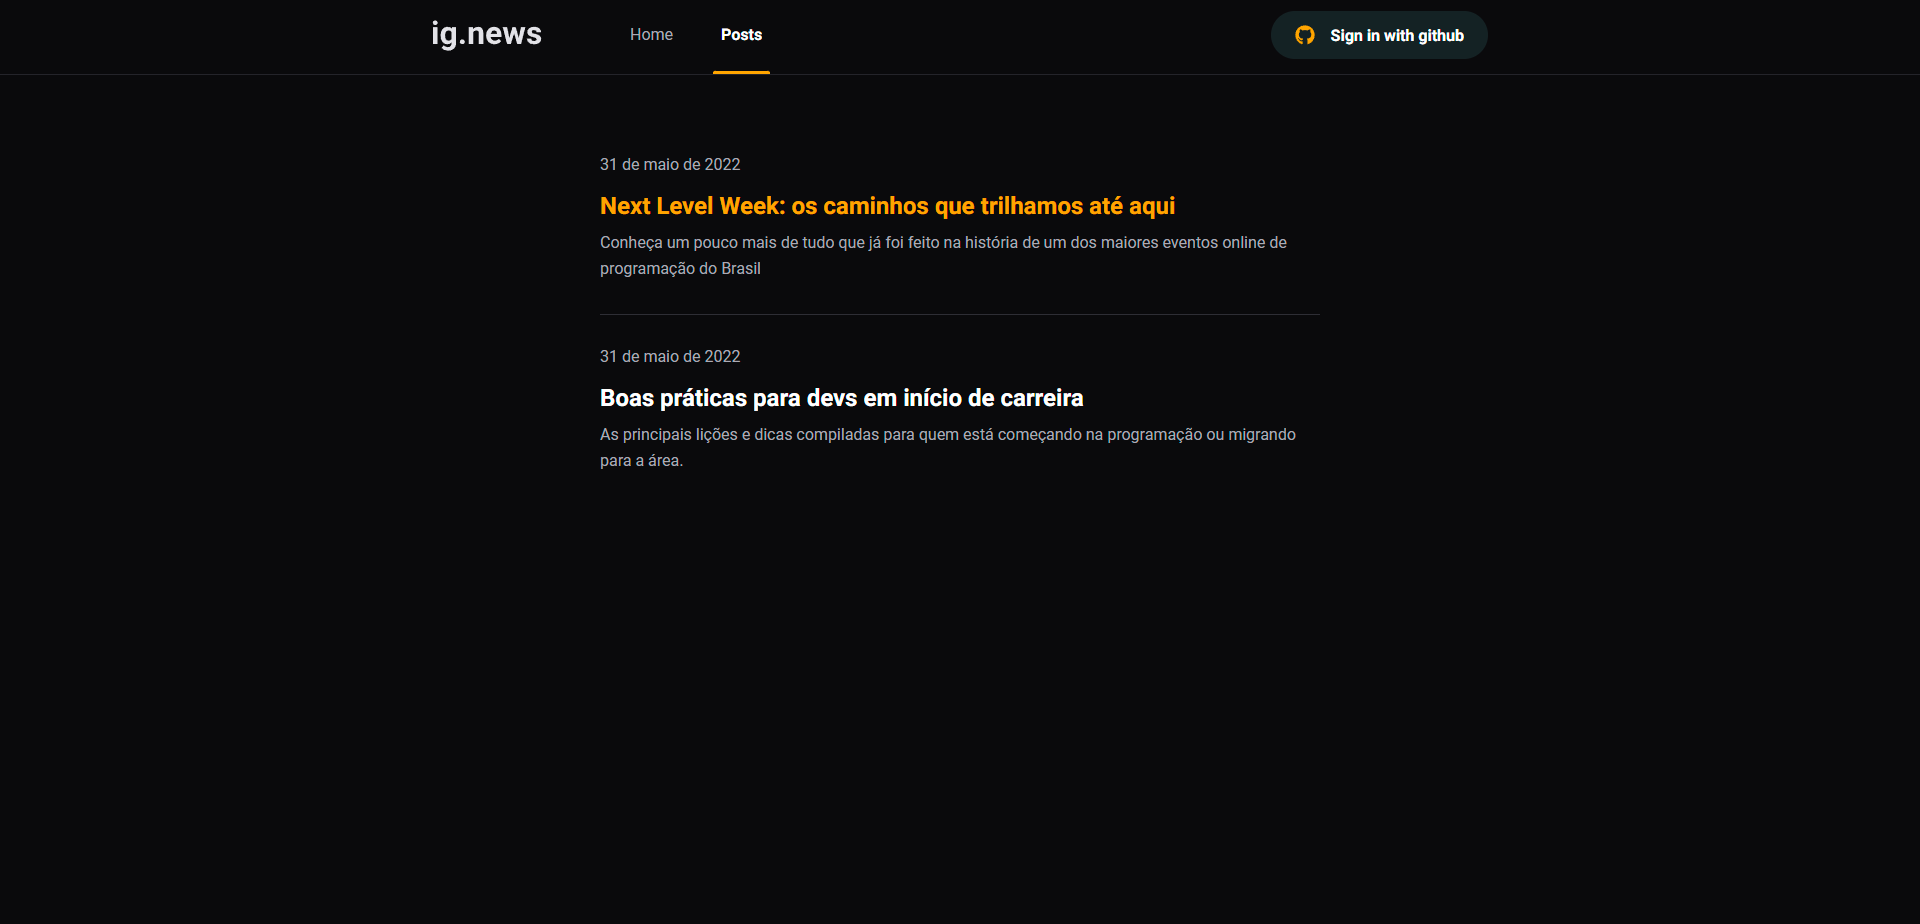 ig.news
Home
Posts
Sign in with github
31 de maio de 2022
Next Level Week: os caminhos que trilhamos até aqui
Conheça um pouco mais de tudo que já foi feito na história de um dos maiores eventos online de
programação do Brasil
31 de maio de 2022
Boas práticas para devs em início de carreira
As principais lições e dicas compiladas para quem está começando na programação ou migrando
para a área.